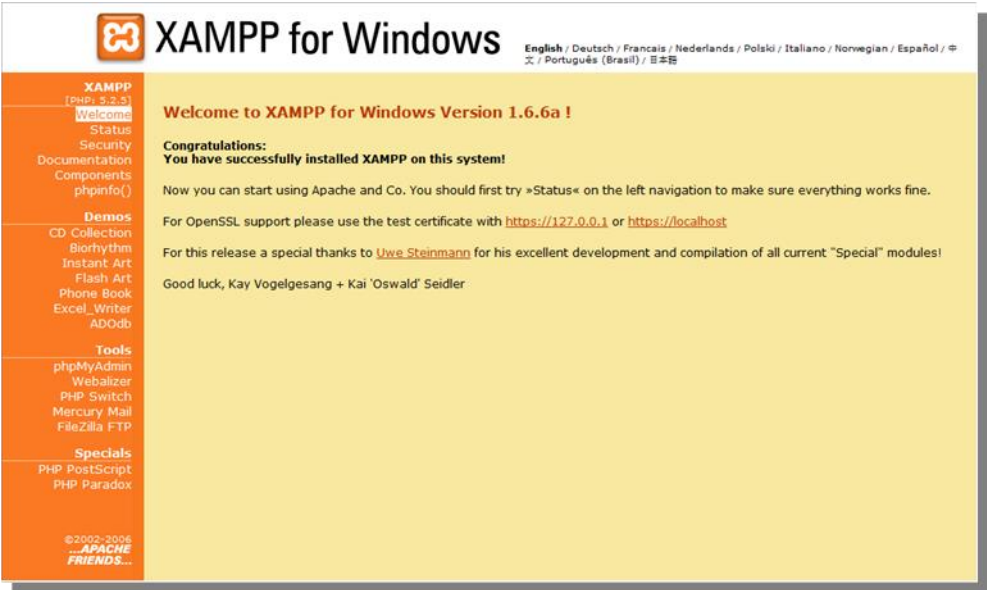 XAMPP for Windows
English / Deutsch / Francais / Nederlands / Polski / Italiano / Norwegian / Español / 中
文 / Português (Brasil) / 日本語
XAMPP
[PHP: 5.2.5]
Welcome
Status
Security
Documentation
Components
phpinfo()
Demos
CD Collection
Biorhythm
Instant Art
Flash Art
Phone Book
Excel_Writer
ADOdb
Tools
phpMyAdmin
Webalizer
PHP Switch
Mercury Mail
FileZilla FTP
Specials
PHP PostScript
PHP Paradox
©2002-2006
...APACHE
FRIENDS...
Welcome to XAMPP for Windows Version 1.6.6a !
Congratulations:
You have successfully installed XAMPP on this system!
Now you can start using Apache and Co. You should first try »Status« on the left navigation to make sure everything works fine.
For OpenSSL support please use the test certificate with https://127.0.0.1 or https://localhost
For this release a special thanks to Uwe Steinmann for his excellent development and compilation of all current "Special" modules!
Good luck, Kay Vogelgesang + Kai 'Oswald' Seidler